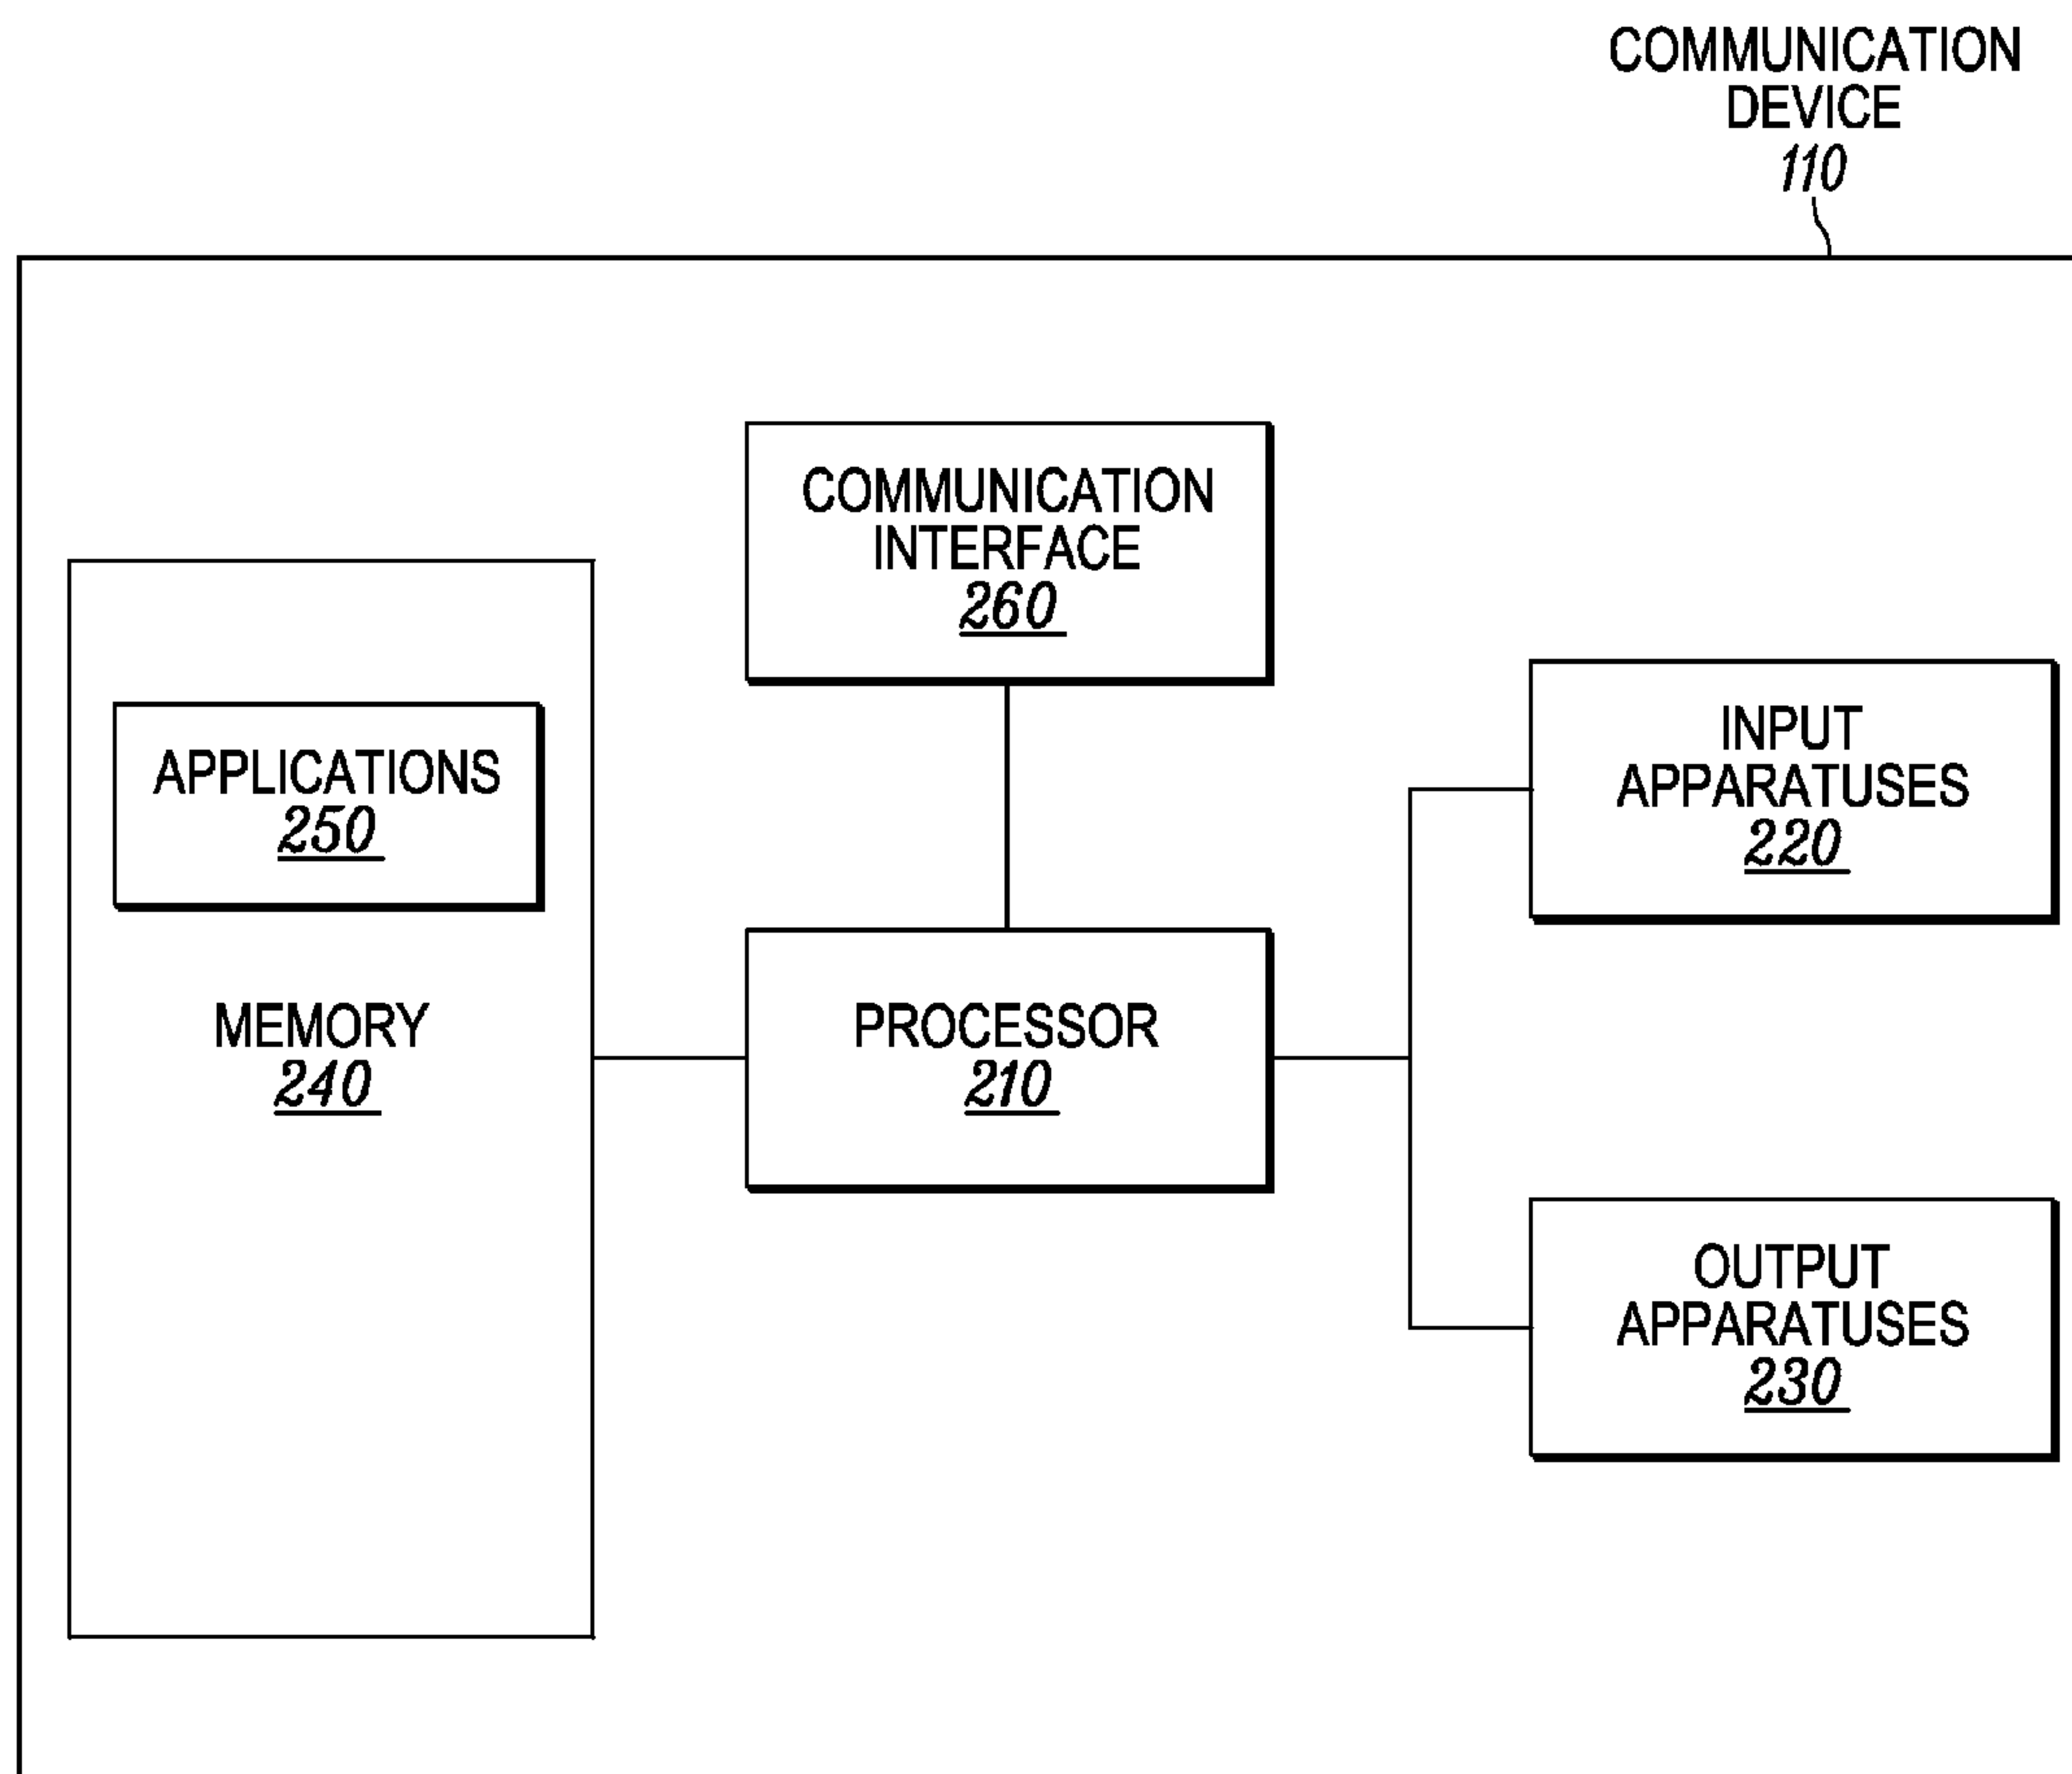 COMMUNICATION
DEVICE
110
COMMUNICATION
INTERFACE
260
APPLICATIONS
250
INPUT
APPARATUSES
220
MEMORY
240
PROCESSOR
210
OUTPUT
APPARATUSES
230